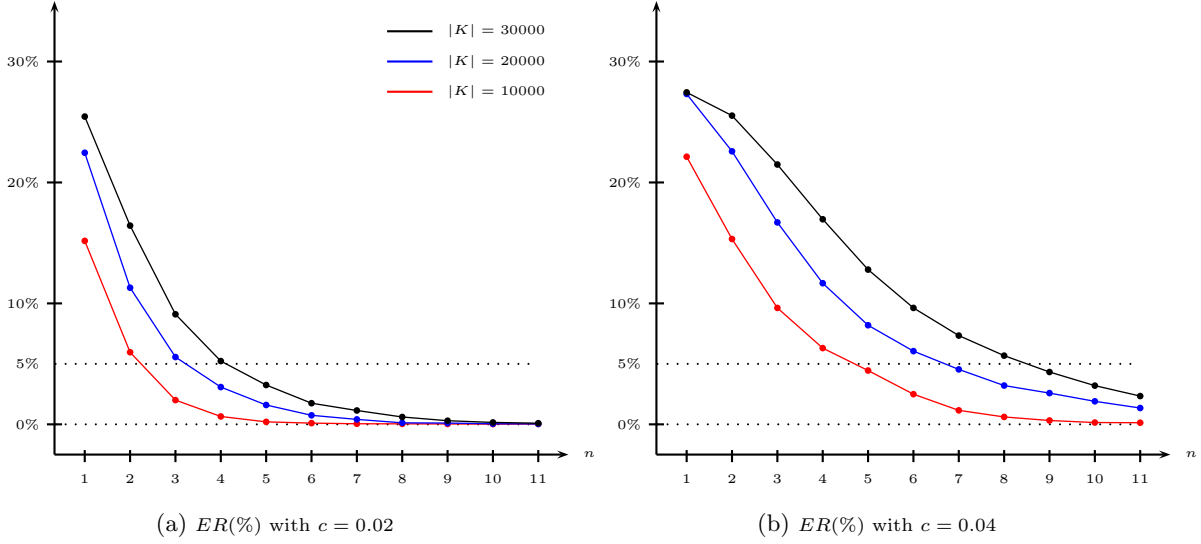 |K| = 30000
|K| = 20000
|K| = 10000
30%
20%
10%
5%
0%
1 2 3 4 5 6 7 8 9 10 11
n
(a) ER(%) with c = 0.02
30%
20%
10%
5%
0%
1 2 3 4 5 6 7 8 9 10 11
n
(b) ER(%) with c = 0.04